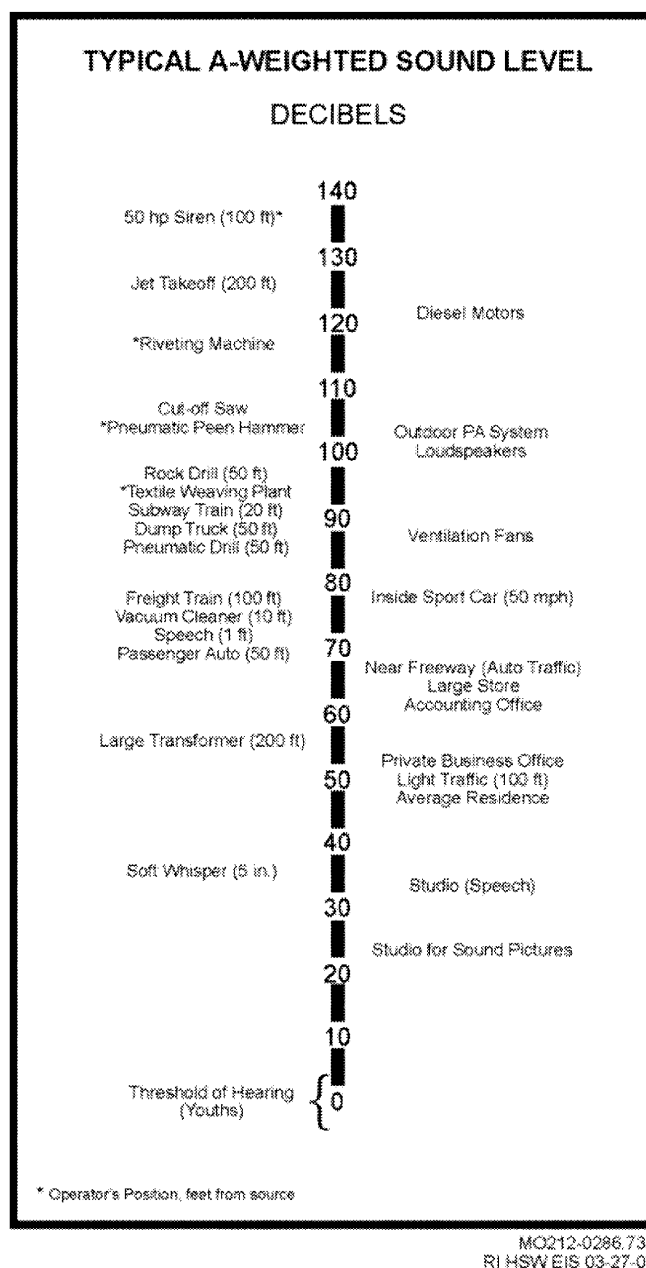 TYPICAL A-WEIGHTED SOUND LEVEL
DECIBELS
140
50 hp Siren (100 ft)*
130
Jet Takeoff (200 ft)
Diesel Motors
120
*Riveting Machine
110
Cut-off Saw
*Pneumatic Peen Hammer
Outdoor PA System
Loudspeakers
100
Rock Drill (50 ft)
*Textile Weaving Plant
Subway Train (20 ft)
Dump Truck (50 ft)
Pneumatic Drill (50 ft)
90
Ventilation Fans
80
Freight Train (100 ft)
Vacuum Cleaner (10 ft)
Speech (1 ft)
Passenger Auto (50 ft)
Inside Sport Car (50 mph)
70
Near Freeway (Auto Traffic)
Large Store
Accounting Office
60
Large Transformer (200 ft)
Private Business Office
Light Traffic (100 ft)
Average Residence
50
40
Soft Whisper (5 in.)
Studio (Speech)
30
Studio for Sound Pictures
20
10
Threshold of Hearing
(Youths)
0
* Operator's Position, feet from source
MO212-0286.73
RI HSW EIS 03-27-0